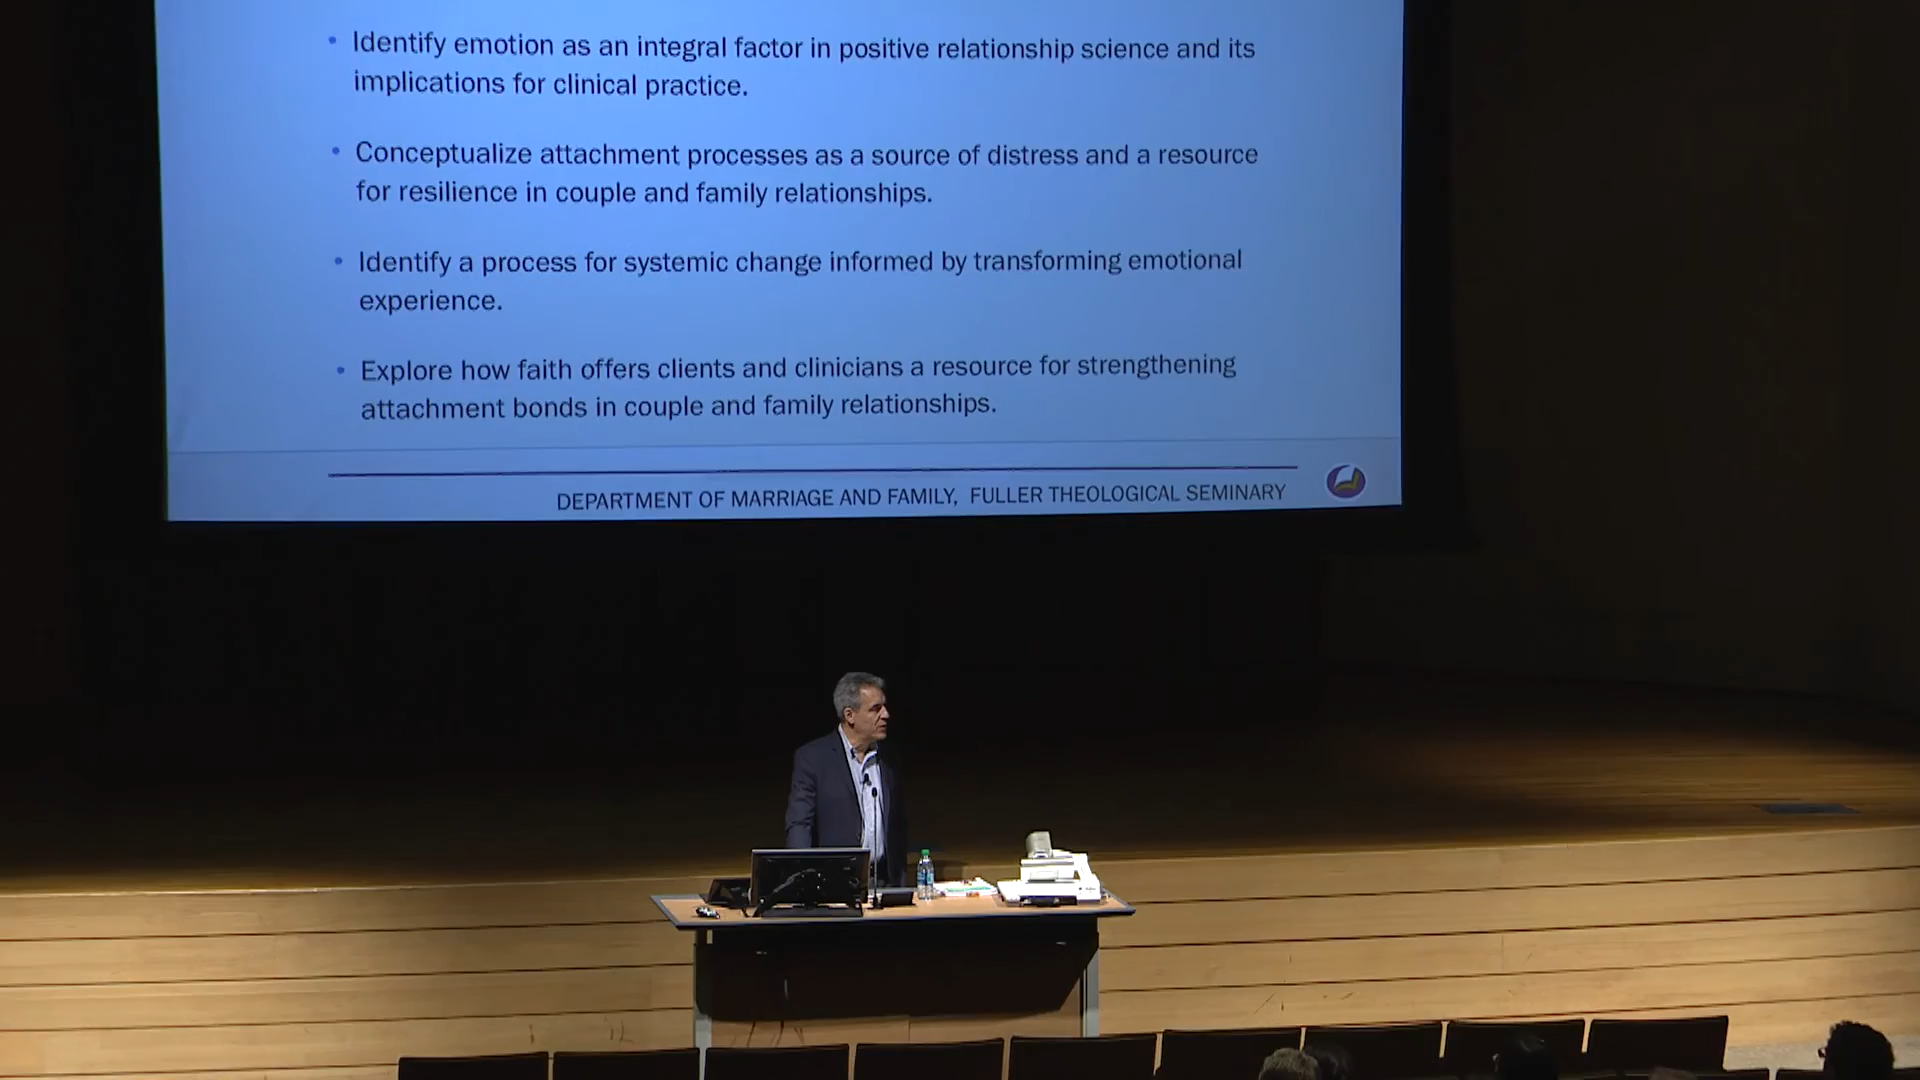 • Identify emotion as an integral factor in positive relationship science and its
implications for clinical practice.
• Conceptualize attachment processes as a source of distress and a resource
for resilience in couple and family relationships.
• Identify a process for systemic change informed by transforming emotional
experience.
• Explore how faith offers clients and clinicians a resource for strengthening
attachment bonds in couple and family relationships.
DEPARTMENT OF MARRIAGE AND FAMILY, FULLER THEOLOGICAL SEMINARY